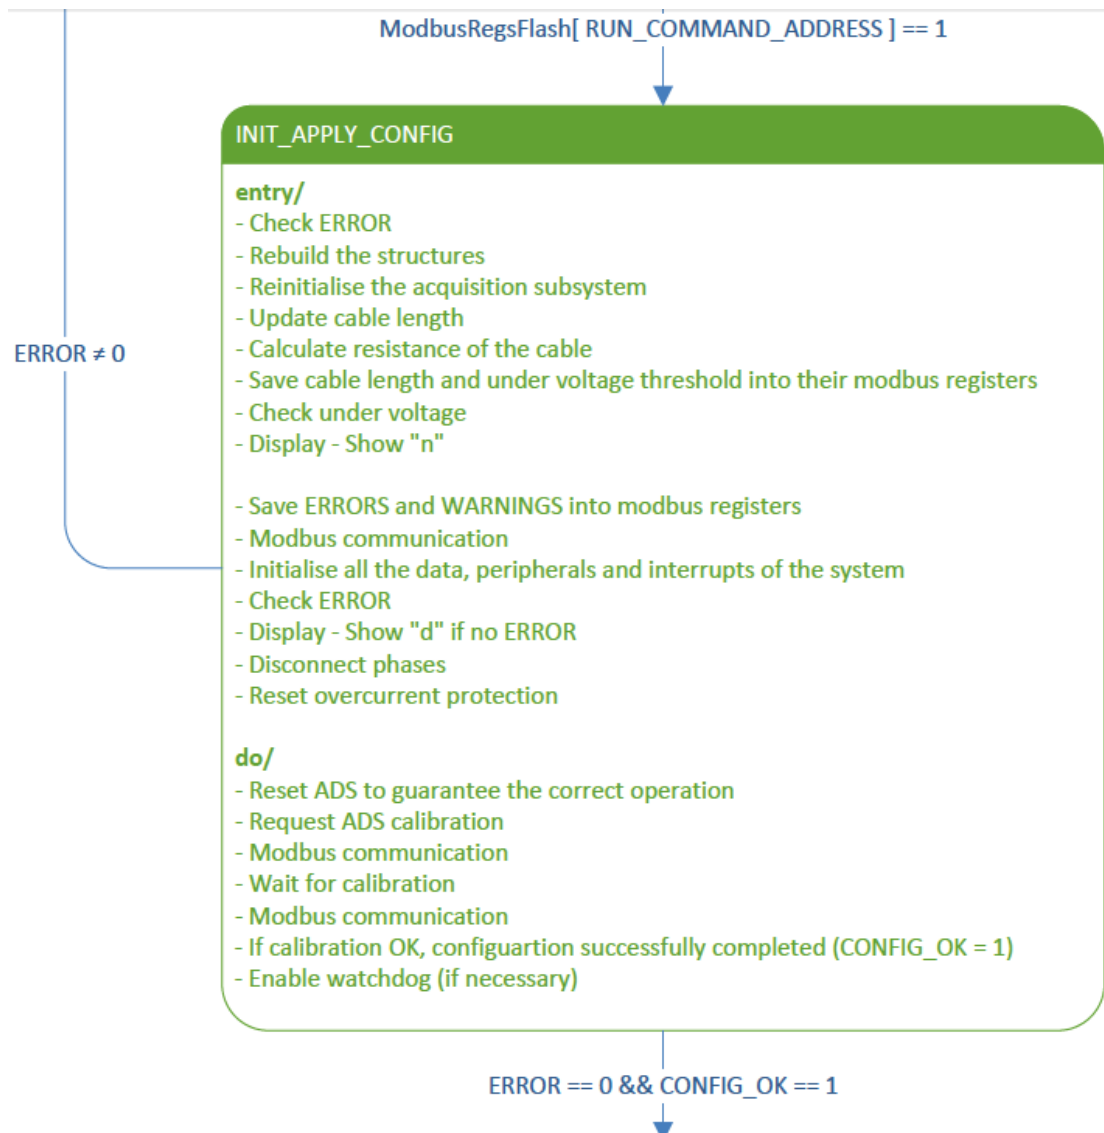 ModbusRegsFlash[ RUN_COMMAND_ADDRESS ] == 1
INIT_APPLY_CONFIG
entry/
- Check ERROR
- Rebuild the structures
- Reinitialise the acquisition subsystem
- Update cable length
ERROR ≠ 0
- Calculate resistance of the cable
- Save cable length and under voltage threshold into their modbus registers
- Check under voltage
- Display - Show "n"
- Save ERRORS and WARNINGS into modbus registers
- Modbus communication
- Initialise all the data, peripherals and interrupts of the system
- Check ERROR
- Display - Show "d" if no ERROR
- Disconnect phases
- Reset overcurrent protection
do/
- Reset ADS to guarantee the correct operation
- Request ADS calibration
- Modbus communication
- Wait for calibration
- Modbus communication
- If calibration OK, configuartion successfully completed (CONFIG_OK = 1)
- Enable watchdog (if necessary)
ERROR == 0 && CONFIG_OK == 1